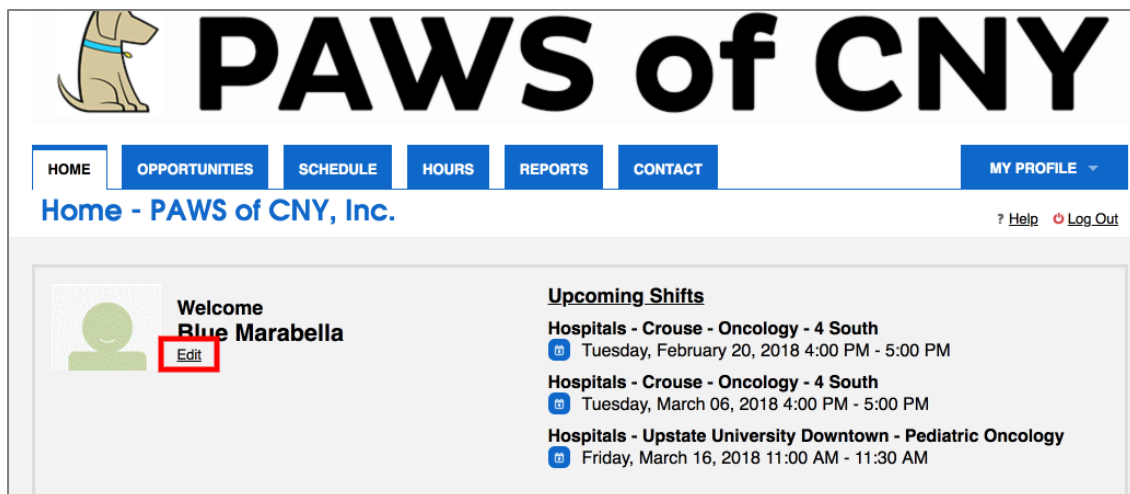 PAWS of CNY
HOME OPPORTUNITIES SCHEDULE HOURS REPORTS CONTACT MY PROFILE
Home - PAWS of CNY, Inc.
? Help Log Out
Welcome
Blue Marabella
Edit
Upcoming Shifts
Hospitals - Crouse - Oncology - 4 South
Tuesday, February 20, 2018 4:00 PM - 5:00 PM
Hospitals - Crouse - Oncology - 4 South
Tuesday, March 06, 2018 4:00 PM - 5:00 PM
Hospitals - Upstate University Downtown - Pediatric Oncology
Friday, March 16, 2018 11:00 AM - 11:30 AM